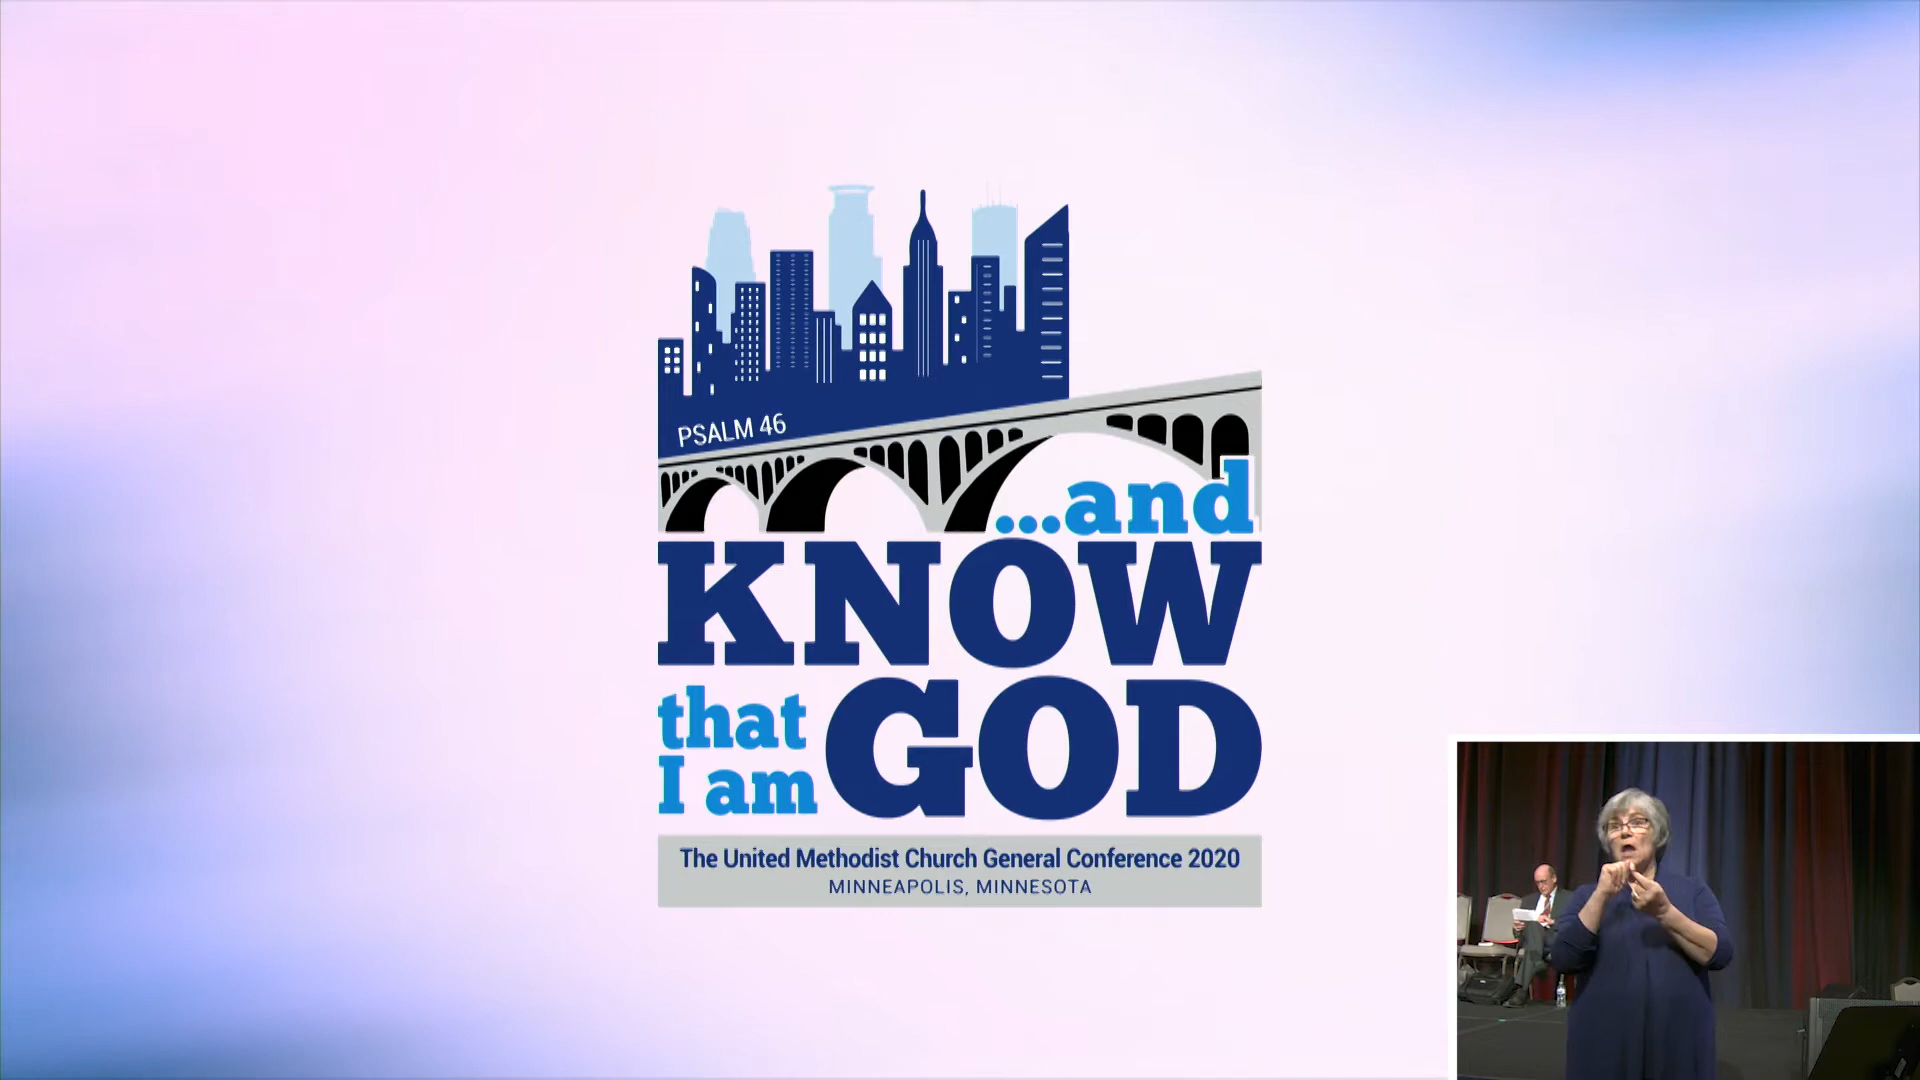 PSALM 46
...and
KNOW
that
I am
GOD
The United Methodist Church General Conference 2020
MINNEAPOLIS, MINNESOTA